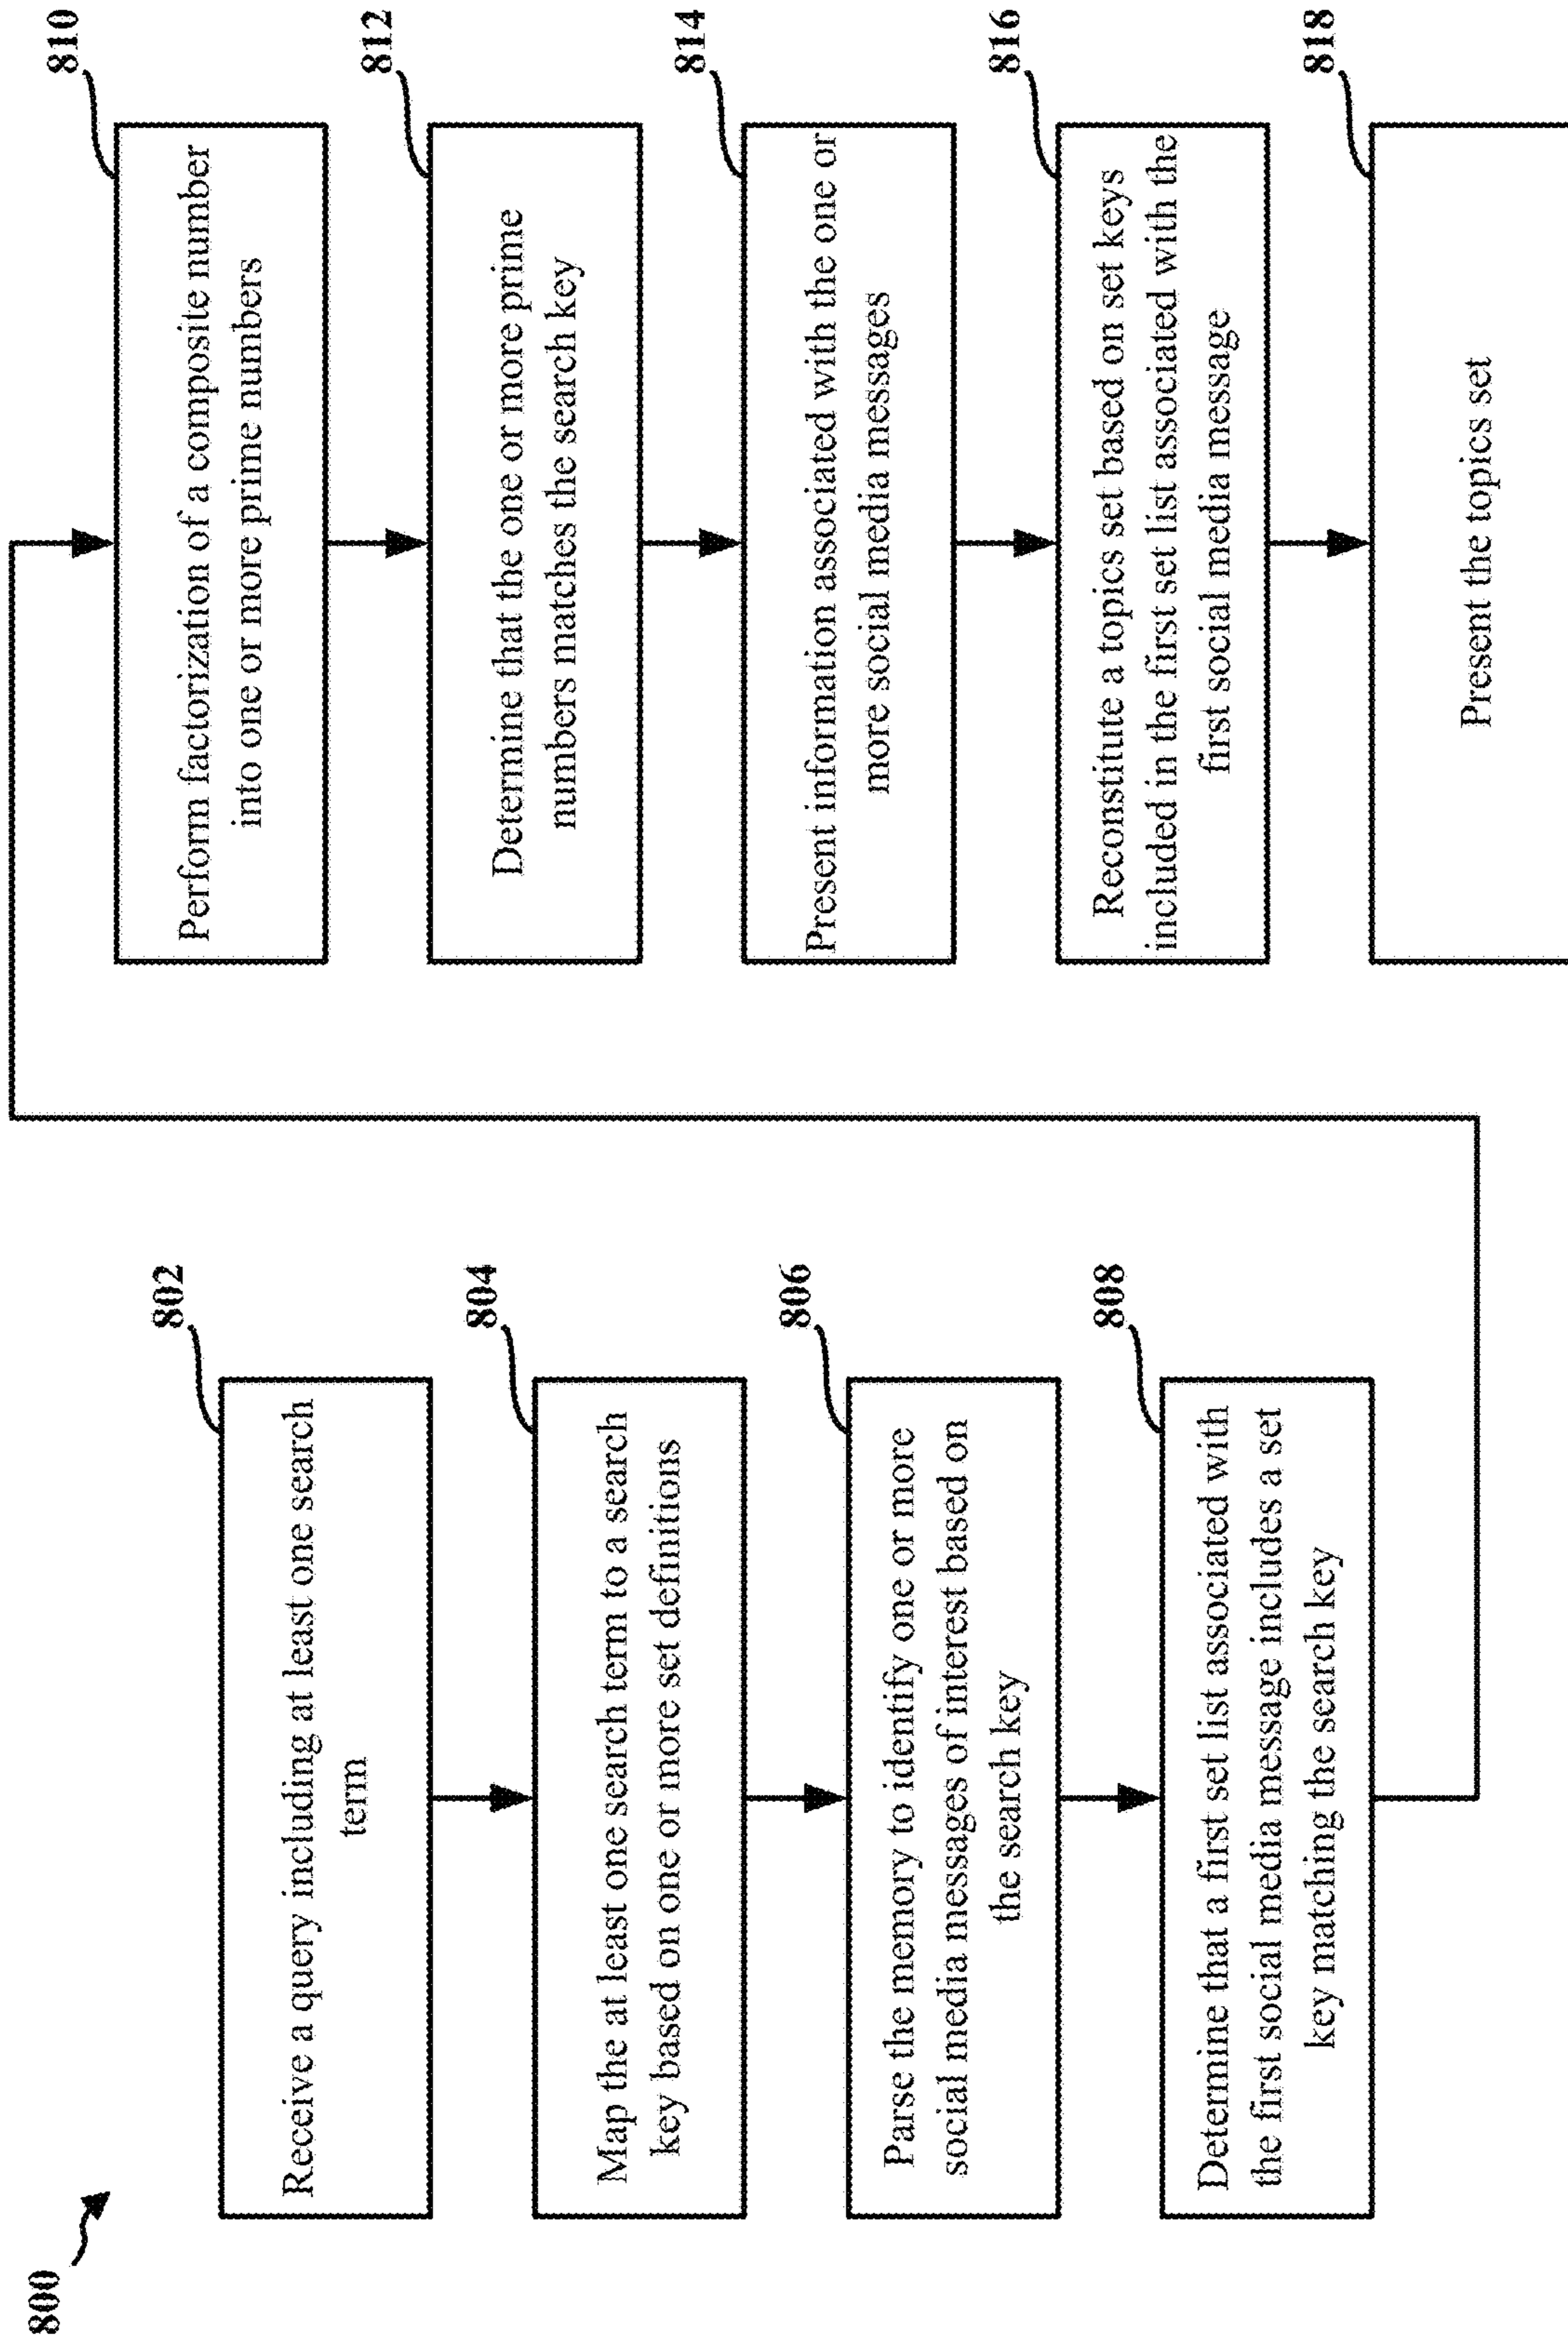 800
802
Receive a query including at least one search
term
804
Map the at least one search term to a search
key based on one or more set definitions
806
Parse the memory to identify one or more
social media messages of interest based on
the search key
808
Determine that a first set list associated with
the first social media message includes a set
key matching the search key
810
Perform factorization of a composite number
into one or more prime numbers
812
Determine that the one or more prime
numbers matches the search key
814
Present information associated with the one or
more social media messages
816
Reconstitute a topics set based on set keys
included in the first set list associated with the
first social media message
818
Present the topics set